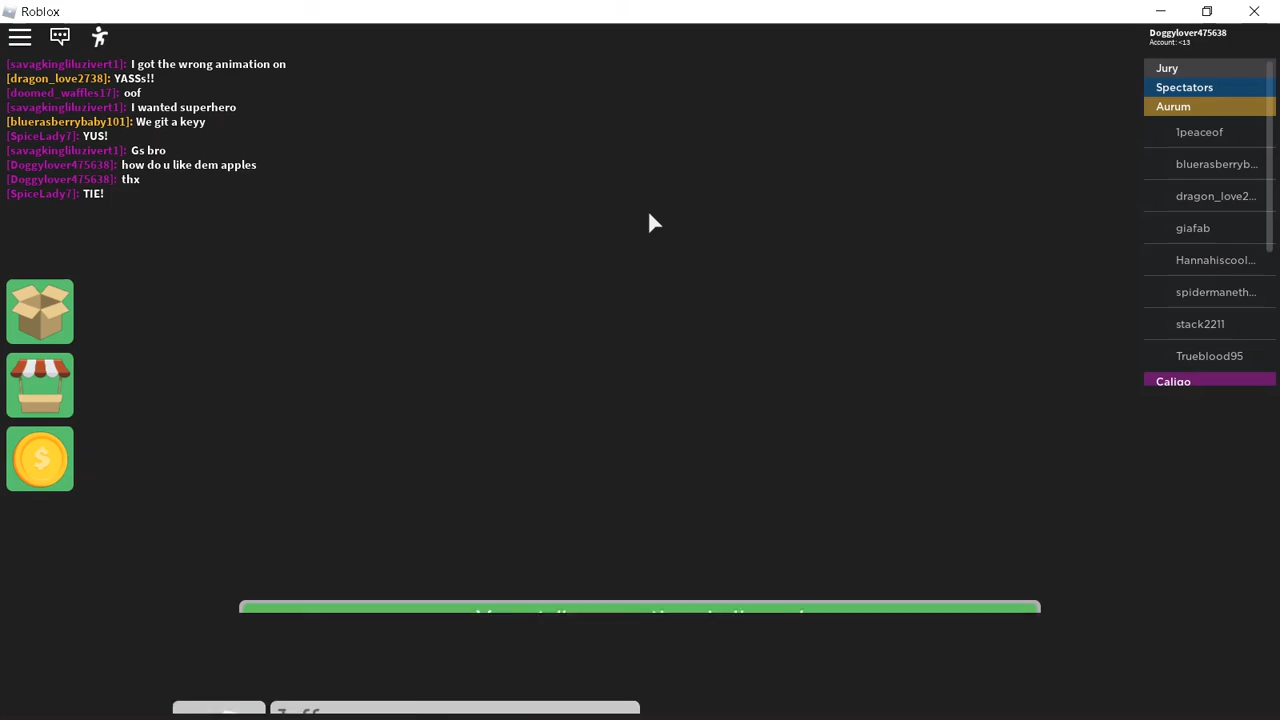 Roblox
Doggylover475638
Account: <13
[savagkingliluzivert1]: I got the wrong animation on
[dragon_love2738]: YASSs!!
[doomed_waffles17]: oof
[savagkingliluzivert1]: I wanted superhero
[bluerasberrybaby101]: We git a keyy
[SpiceLady7]: YUS!
[savagkingliluzivert1]: Gs bro
[Doggylover475638]: how do u like dem apples
[Doggylover475638]: thx
[SpiceLady7]: TIE!
Jury
Spectators
Aurum
1peaceof
bluerasberryb...
dragon_love2...
giafab
Hannahiscool...
spidermaneth...
stack2211
Trueblood95
Caligo
$